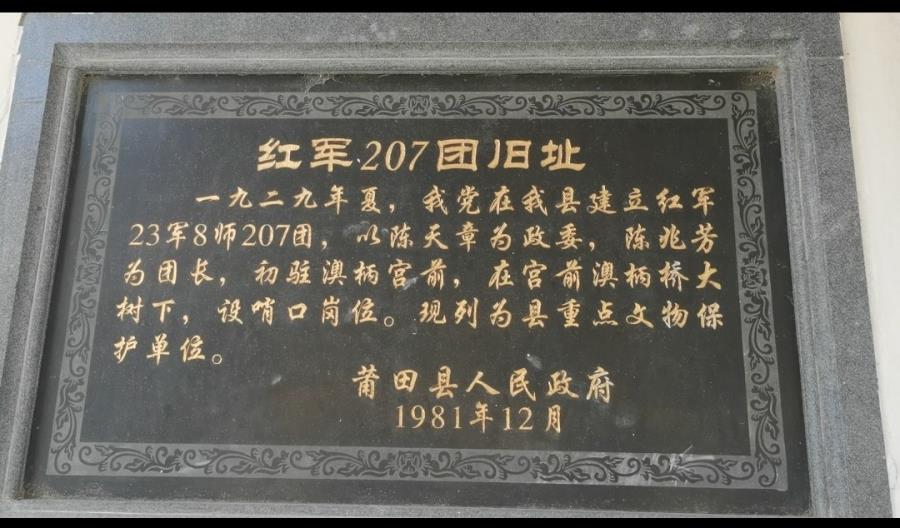 红军207团旧址
一九二九年夏，我党在我县建立红军
23军8师207团，以陈天章为政委，陈兆芳
为团长，初驻澳柄宫前，在宫前澳柄桥大
树下，设哨口岗位。现列为县重点文物保
护单位。
莆田县人民政府
1981年12月